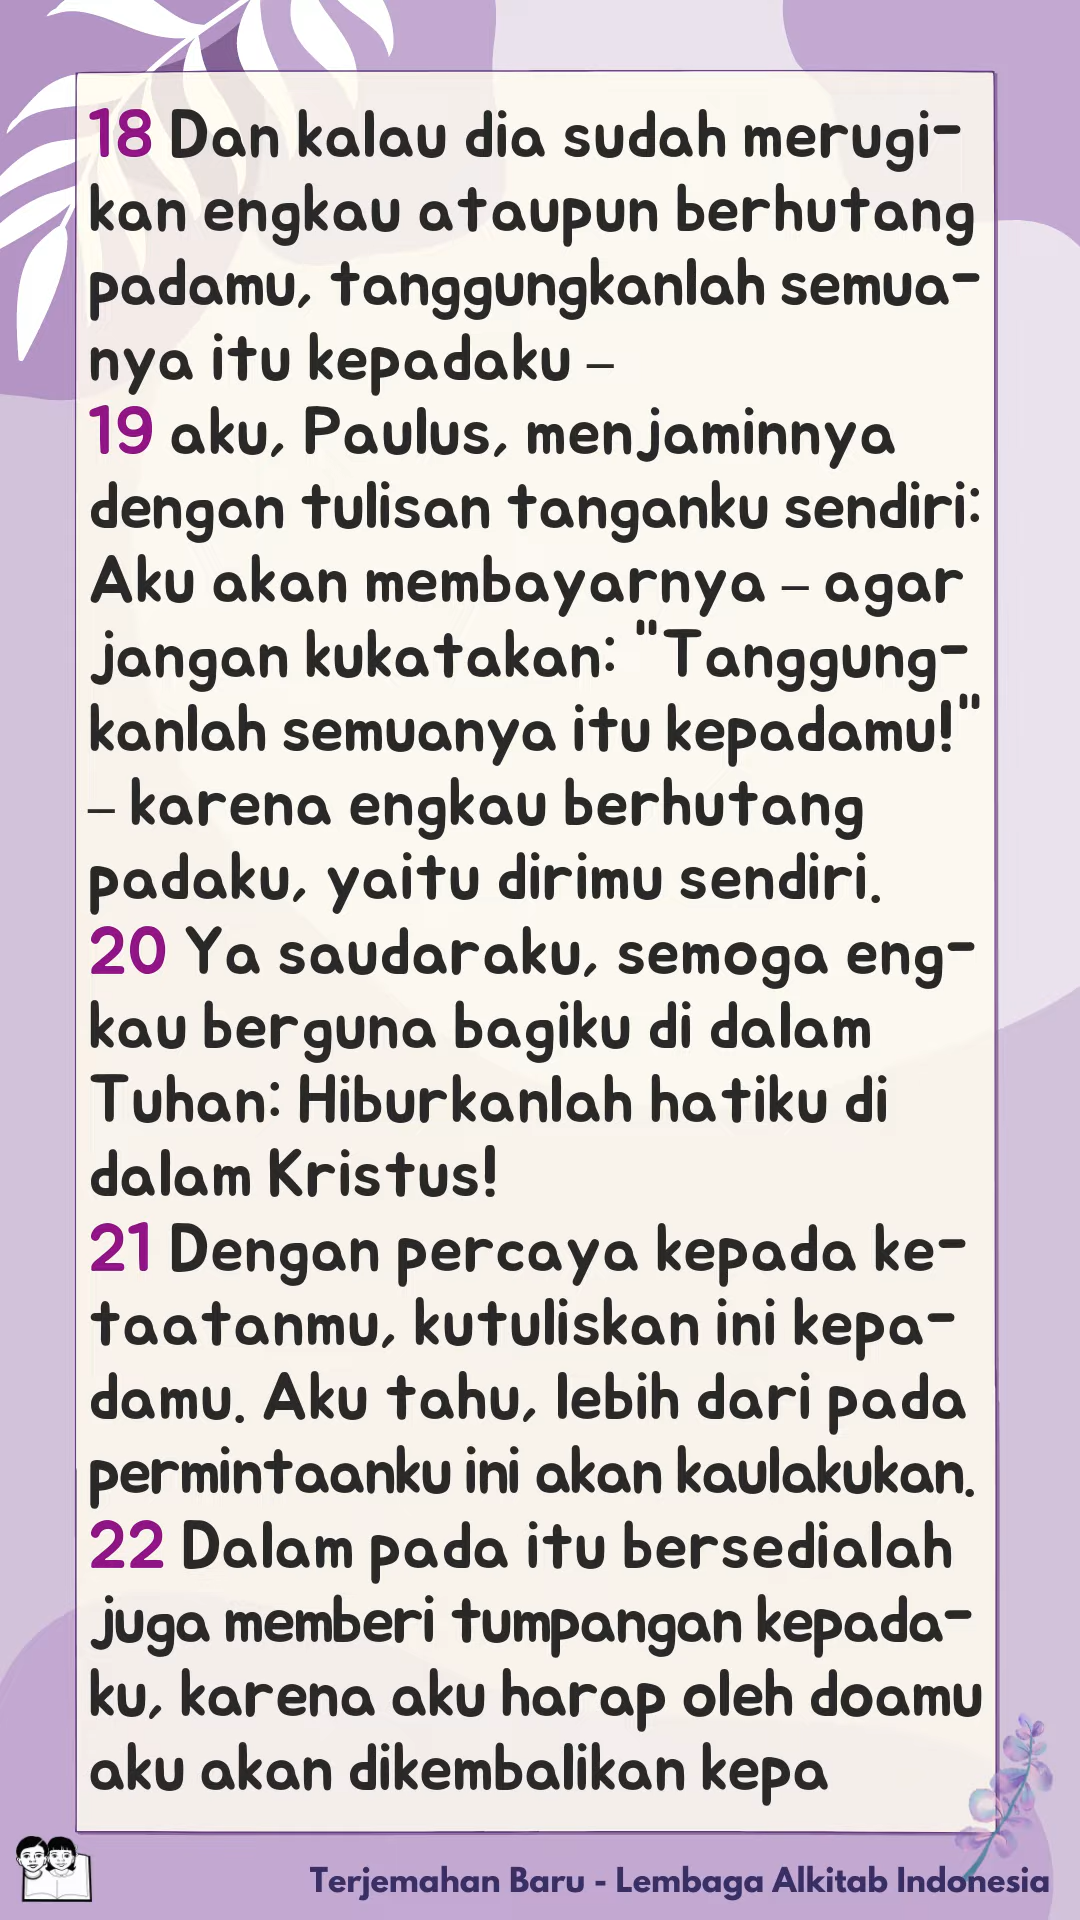 18 Dan kalau dia sudah merugi-
kan engkau ataupun berhutang
padamu, tanggungkanlah semua-
nya itu kepadaku –
19 aku, Paulus, menjaminnya
dengan tulisan tanganku sendiri:
Aku akan membayarnya – agar
jangan kukatakan: "Tanggung-
kanlah semuanya itu kepadamu!"
– karena engkau berhutang
padaku, yaitu dirimu sendiri.
20 Ya saudaraku, semoga eng-
kau berguna bagiku di dalam
Tuhan: Hiburkanlah hatiku di
dalam Kristus!
21 Dengan percaya kepada ke-
taatanmu, kutuliskan ini kepa-
damu. Aku tahu, lebih dari pada
permintaanku ini akan kaulakukan.
22 Dalam pada itu bersedialah
juga memberi tumpangan kepada-
ku, karena aku harap oleh doamu
aku akan dikembalikan kepa
Terjemahan Baru - Lembaga Alkitab Indonesia